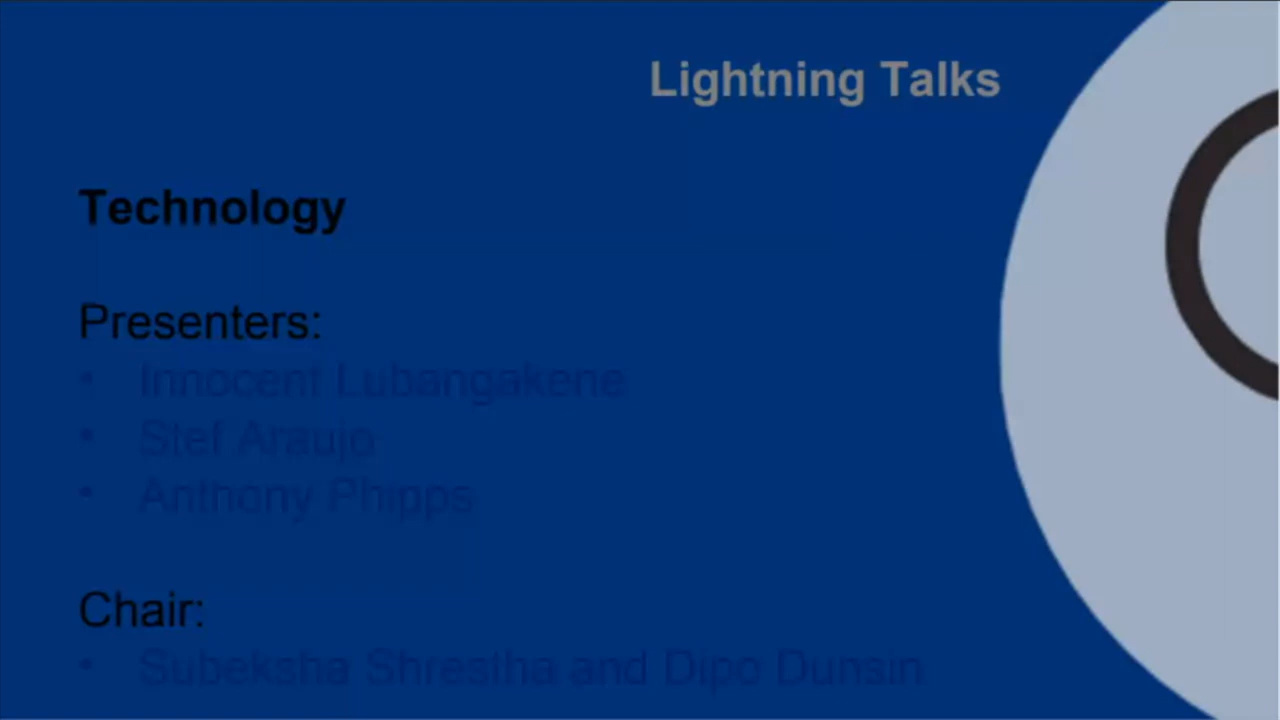 Lightning Talks
Technology
Presenters:
• Innocent Lubangakene
• Stef Araujo
• Anthony Phipps
Chair:
• Subeksha Shrestha and Dipo Dunsin